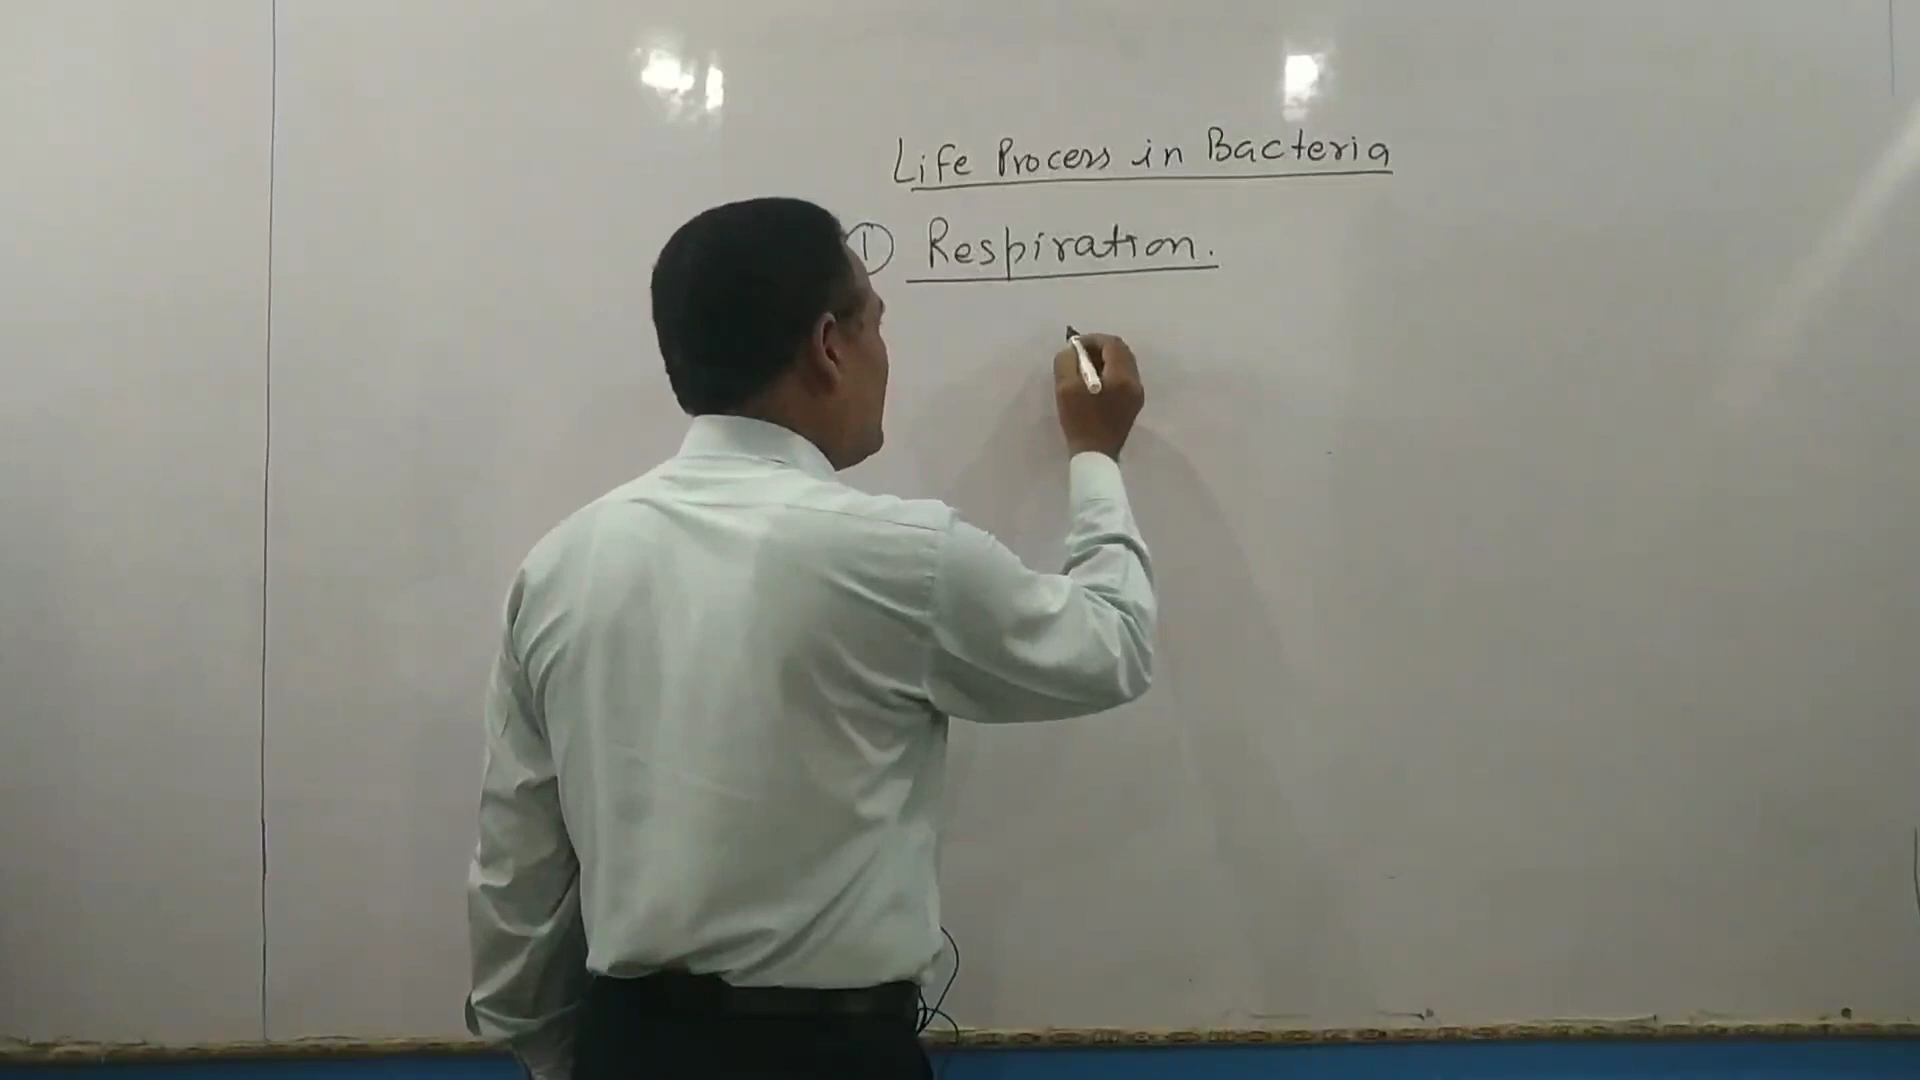 Life Process in Bacteria
① Respiration.